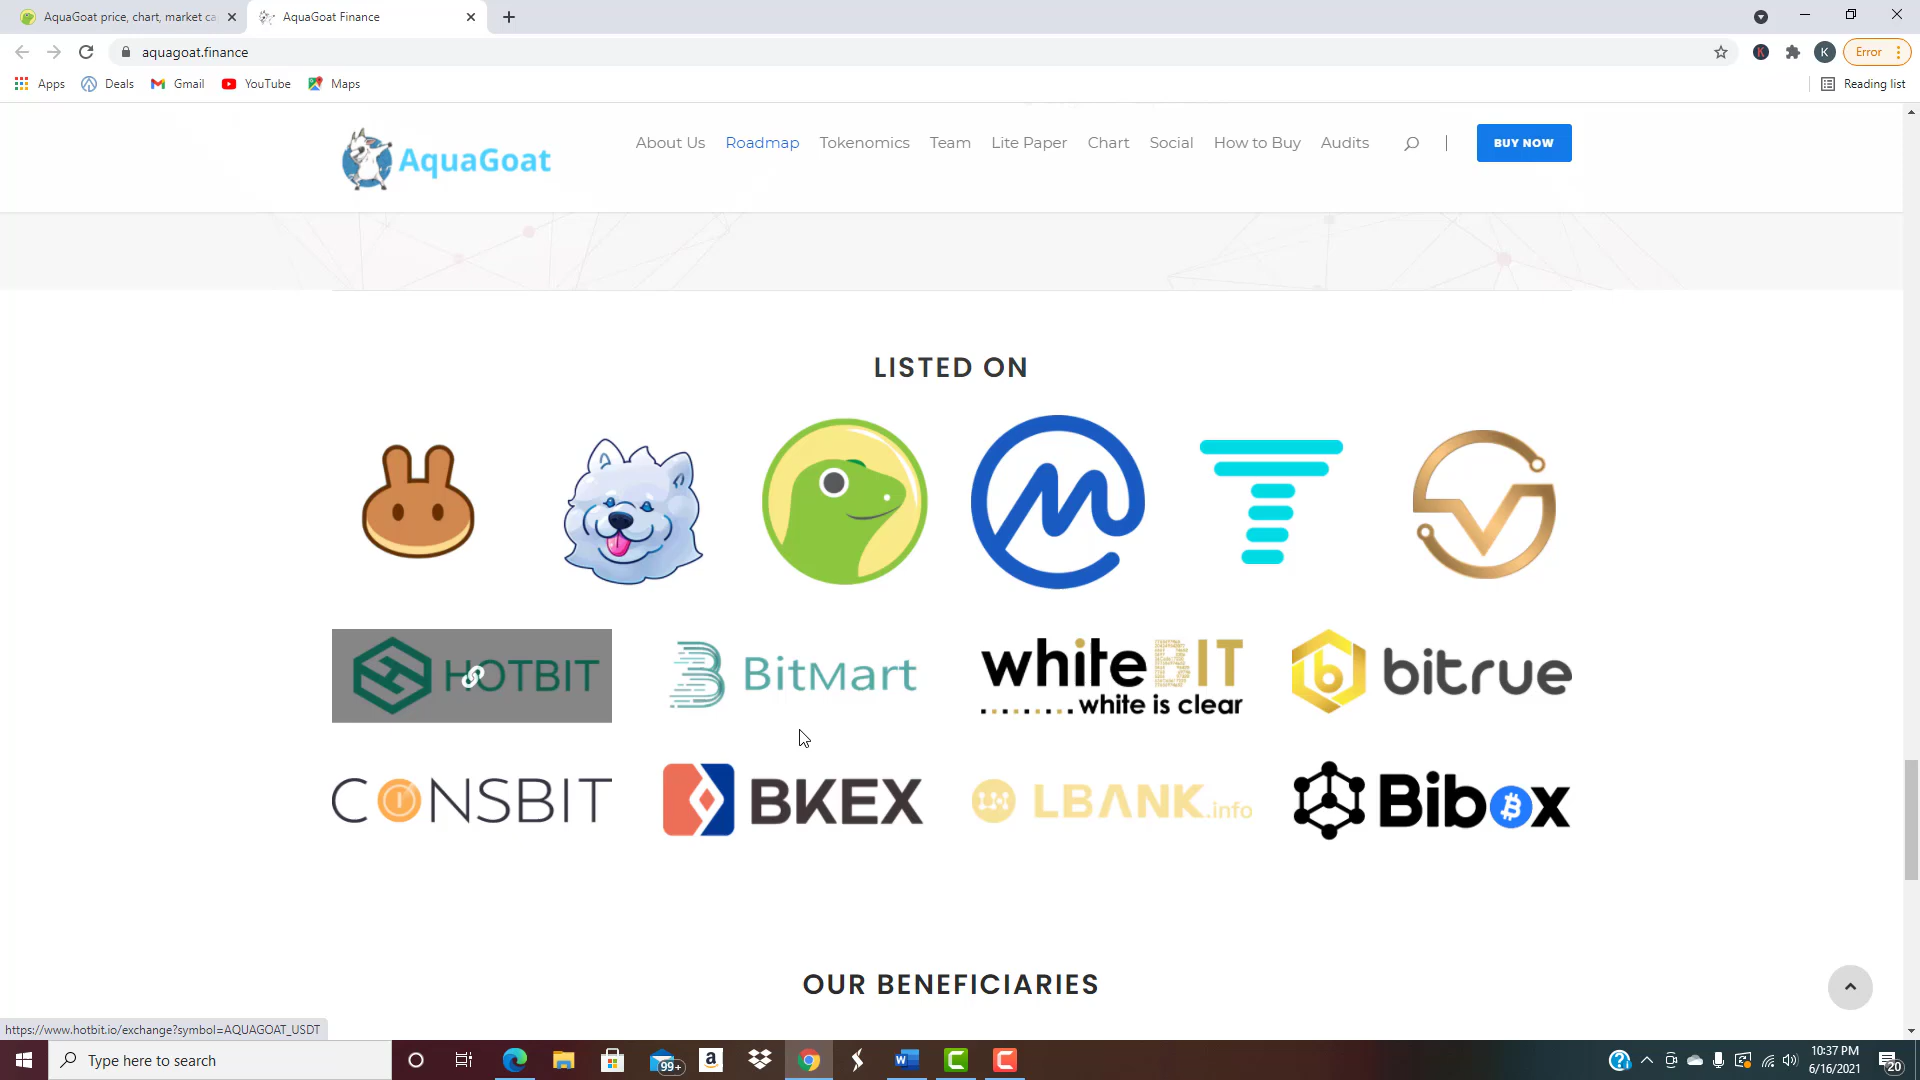 AquaGoat price, chart, market ca
AquaGoat Finance
aquagoat.finance
K
K
Error
Apps
Deals
Gmail
YouTube
Maps
Reading list
AquaGoat
About Us
Roadmap
Tokenomics
Team
Lite Paper
Chart
Social
How to Buy
Audits
BUY NOW
LISTED ON
HOTBIT
BitMart
whiteBIT
white is clear
bitrue
CONSBIT
BKEX
LBANK.info
Bibox
OUR BENEFICIARIES
https://www.hotbit.io/exchange?symbol=AQUAGOAT_USDT
Type here to search
99+
10:37 PM
6/16/2021
20